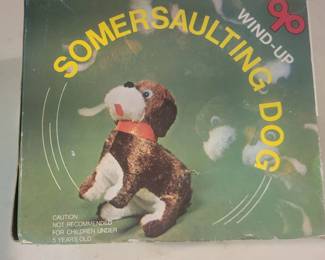 SOMERSAULTING DOG
WIND-UP
CAUTION
NOT RECOMMENDED
FOR CHILDREN UNDER
5 YEARS OLD